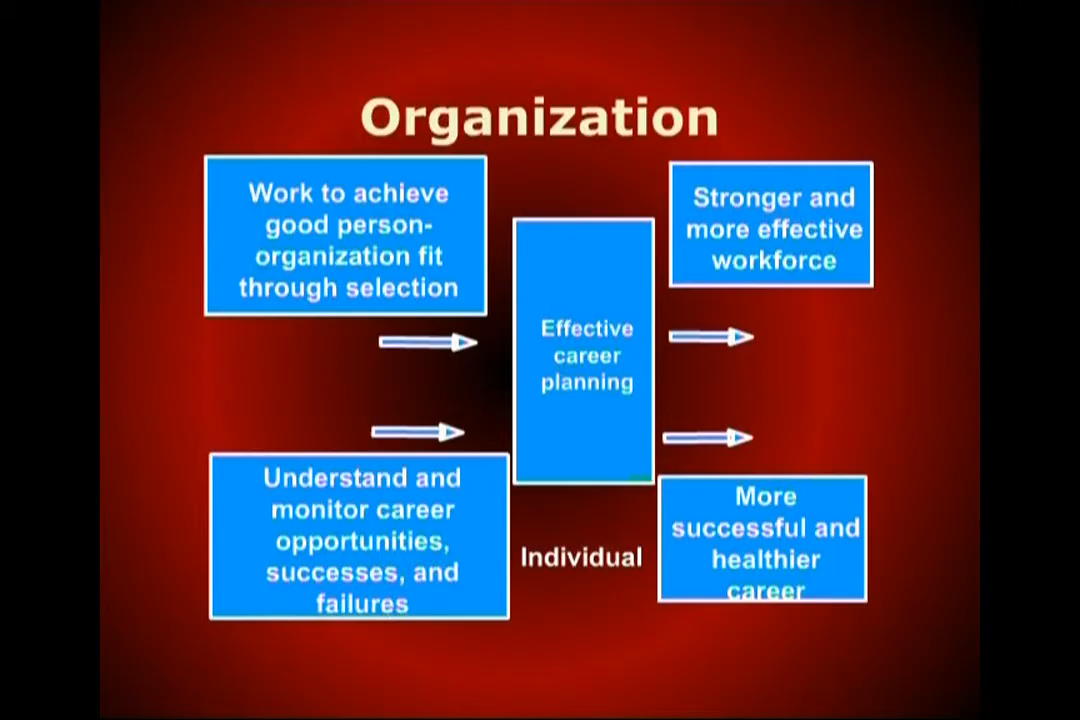 Organization
Work to achieve
good person-
organization fit
through selection
Stronger and
more effective
workforce
Effective
career
planning
Understand and
monitor career
opportunities,
successes, and
failures
Individual
More
successful and
healthier
career